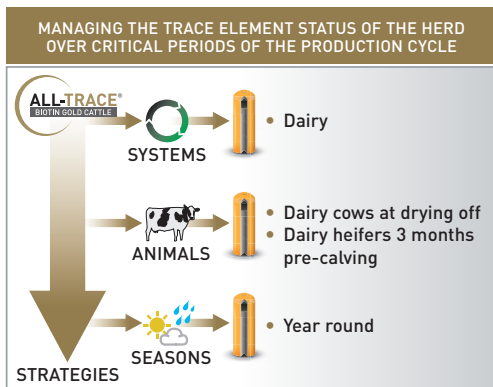 MANAGING THE TRACE ELEMENT STATUS OF THE HERD
OVER CRITICAL PERIODS OF THE PRODUCTION CYCLE
ALL-TRACE®
BIOTIN GOLD CATTLE
SYSTEMS
• Dairy
ANIMALS
• Dairy cows at drying off
• Dairy heifers 3 months
pre-calving
SEASONS
• Year round
STRATEGIES